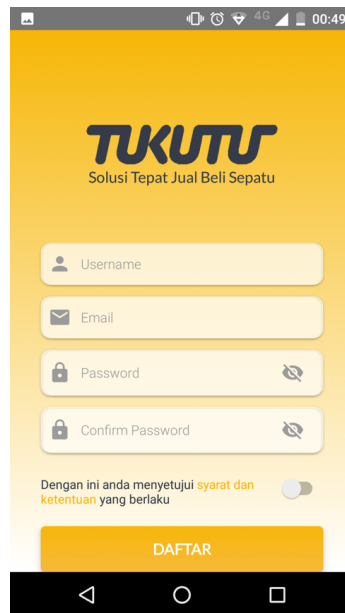 4G 00:49
TUKUTU
Solusi Tepat Jual Beli Sepatu
Username
Email
Password
Confirm Password
Dengan ini anda menyetujui syarat dan
ketentuan yang berlaku
DAFTAR